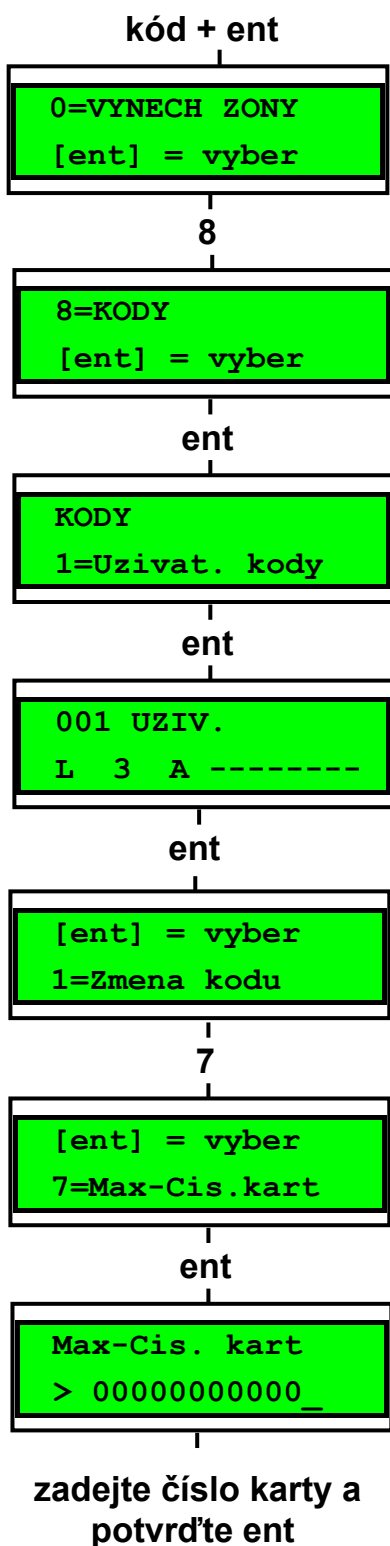 kód + ent
0=VYNECH ZONY
[ent] = vyber
8
8=KODY
[ent] = vyber
ent
KODY
1=Uzivat. kody
ent
001 UZIV.
L 3 A --------
ent
[ent] = vyber
1=Zmena kodu
7
[ent] = vyber
7=Max-Cis.kart
ent
Max-Cis. kart
> 00000000000_
zadejte číslo karty a
potvrďte ent